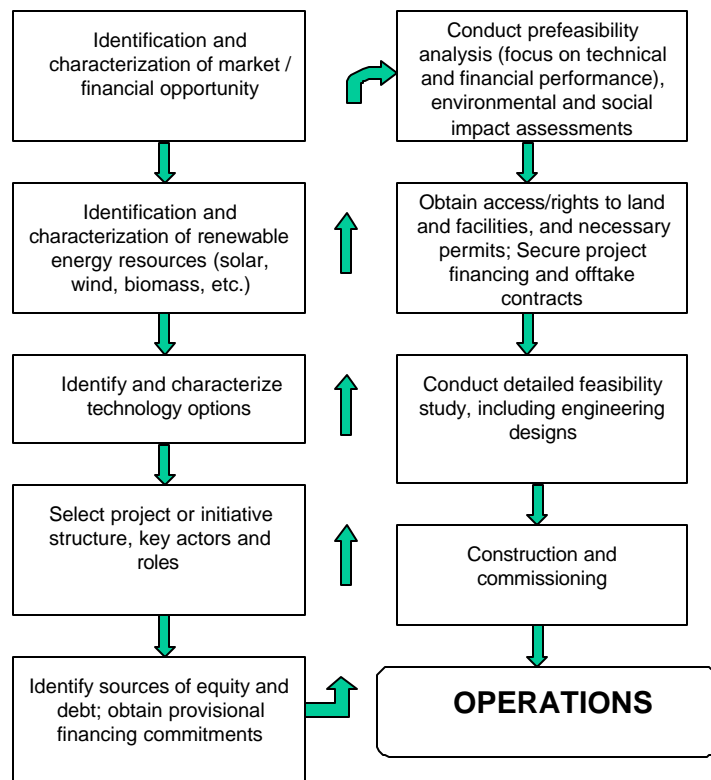 Identification and
characterization of market /
financial opportunity
Identification and
characterization of renewable
energy resources (solar,
wind, biomass, etc.)
Identify and characterize
technology options
Select project or initiative
structure, key actors and
roles
Identify sources of equity and
debt; obtain provisional
financing commitments
Conduct prefeasibility
analysis (focus on technical
and financial performance),
environmental and social
impact assessments
Obtain access/rights to land
and facilities, and necessary
permits; Secure project
financing and offtake
contracts
Conduct detailed feasibility
study, including engineering
designs
Construction and
commissioning
OPERATIONS